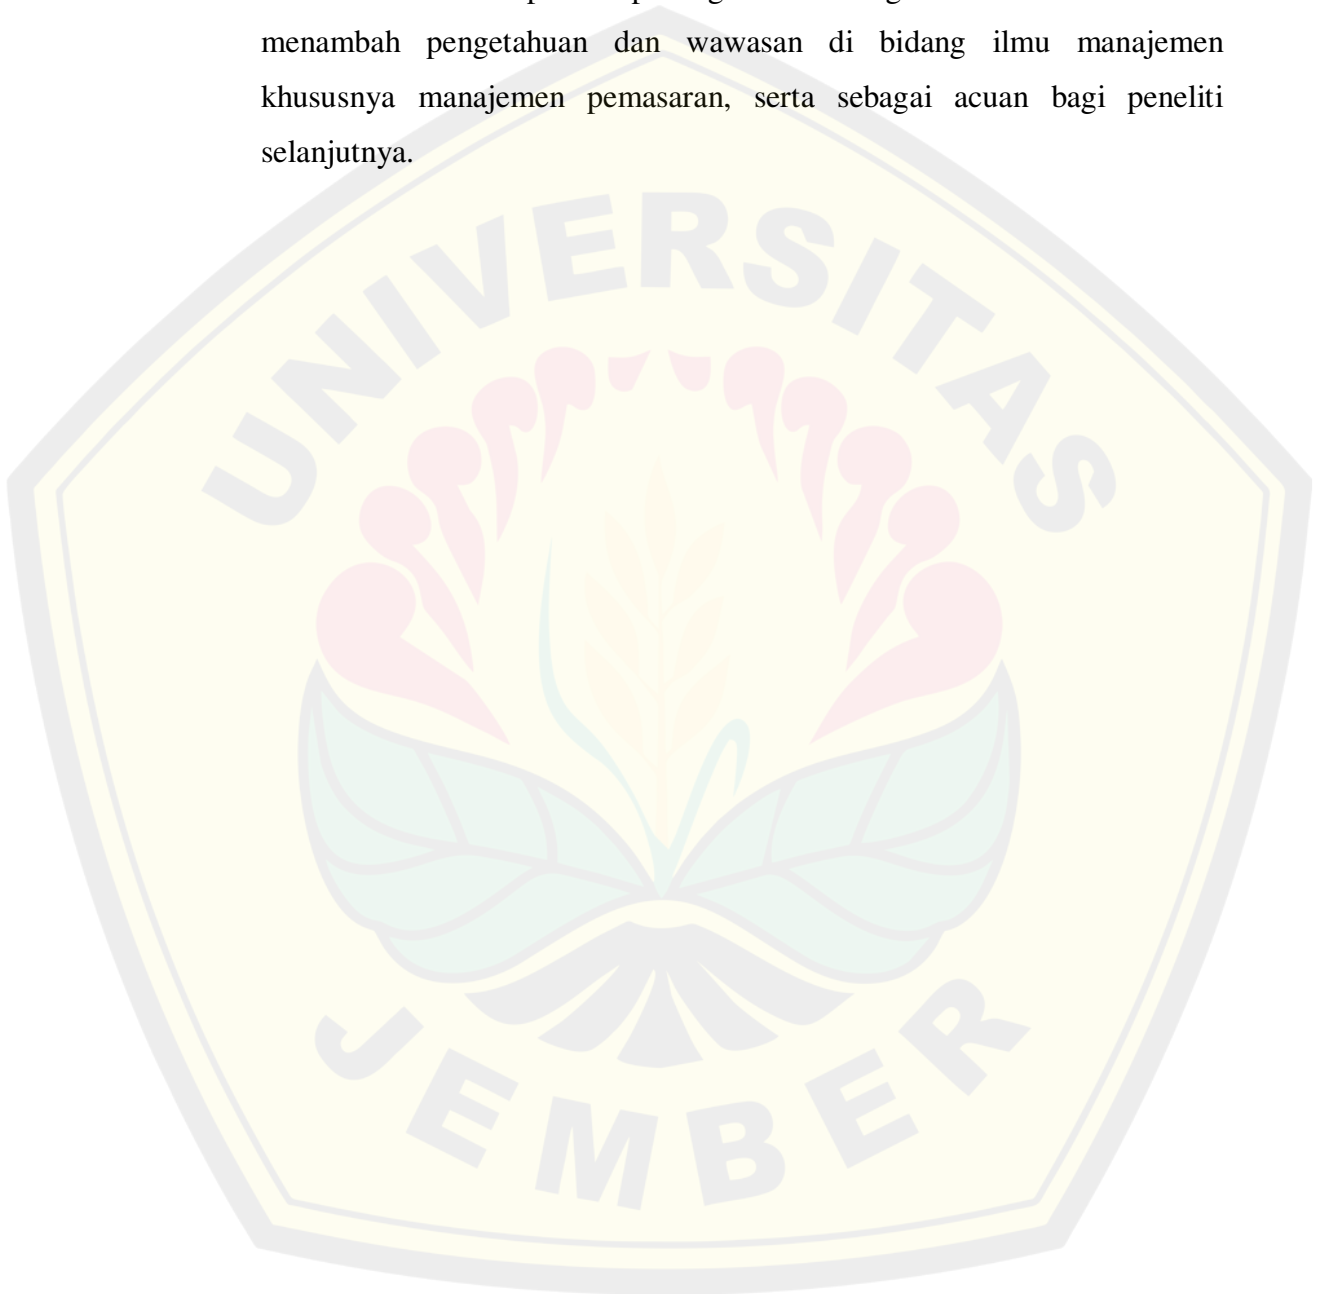 menambah pengetahuan dan wawasan di bidang ilmu manajemen
khususnya manajemen pemasaran, serta sebagai acuan bagi peneliti
selanjutnya.
UNIVERSITAS
JEMBER